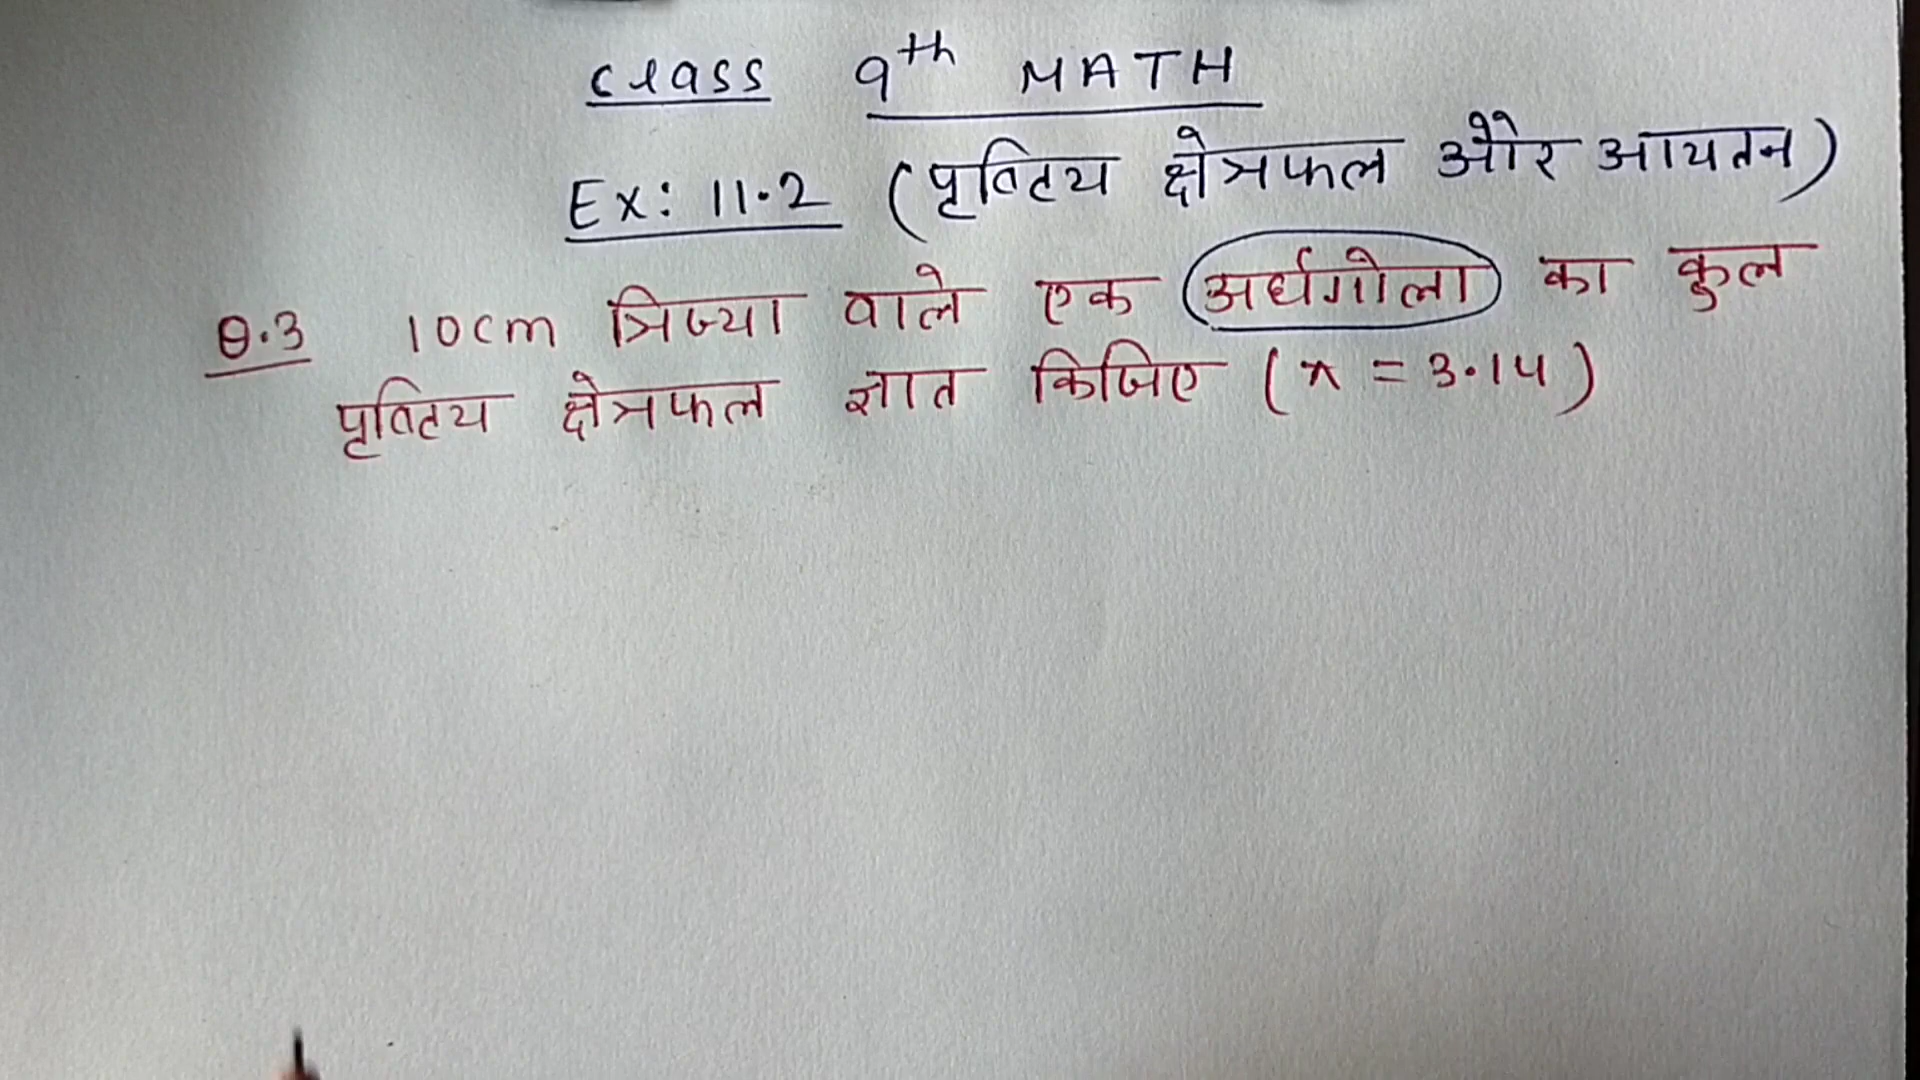 Class 9th MATH
Ex: 11.2 (पृष्ठिय क्षेत्रफल और आयतन)
Q.3 10cm त्रिज्या वाले एक अर्धगोला का कुल
पृष्ठिय क्षेत्रफल ज्ञात किजिए (π = 3.14)